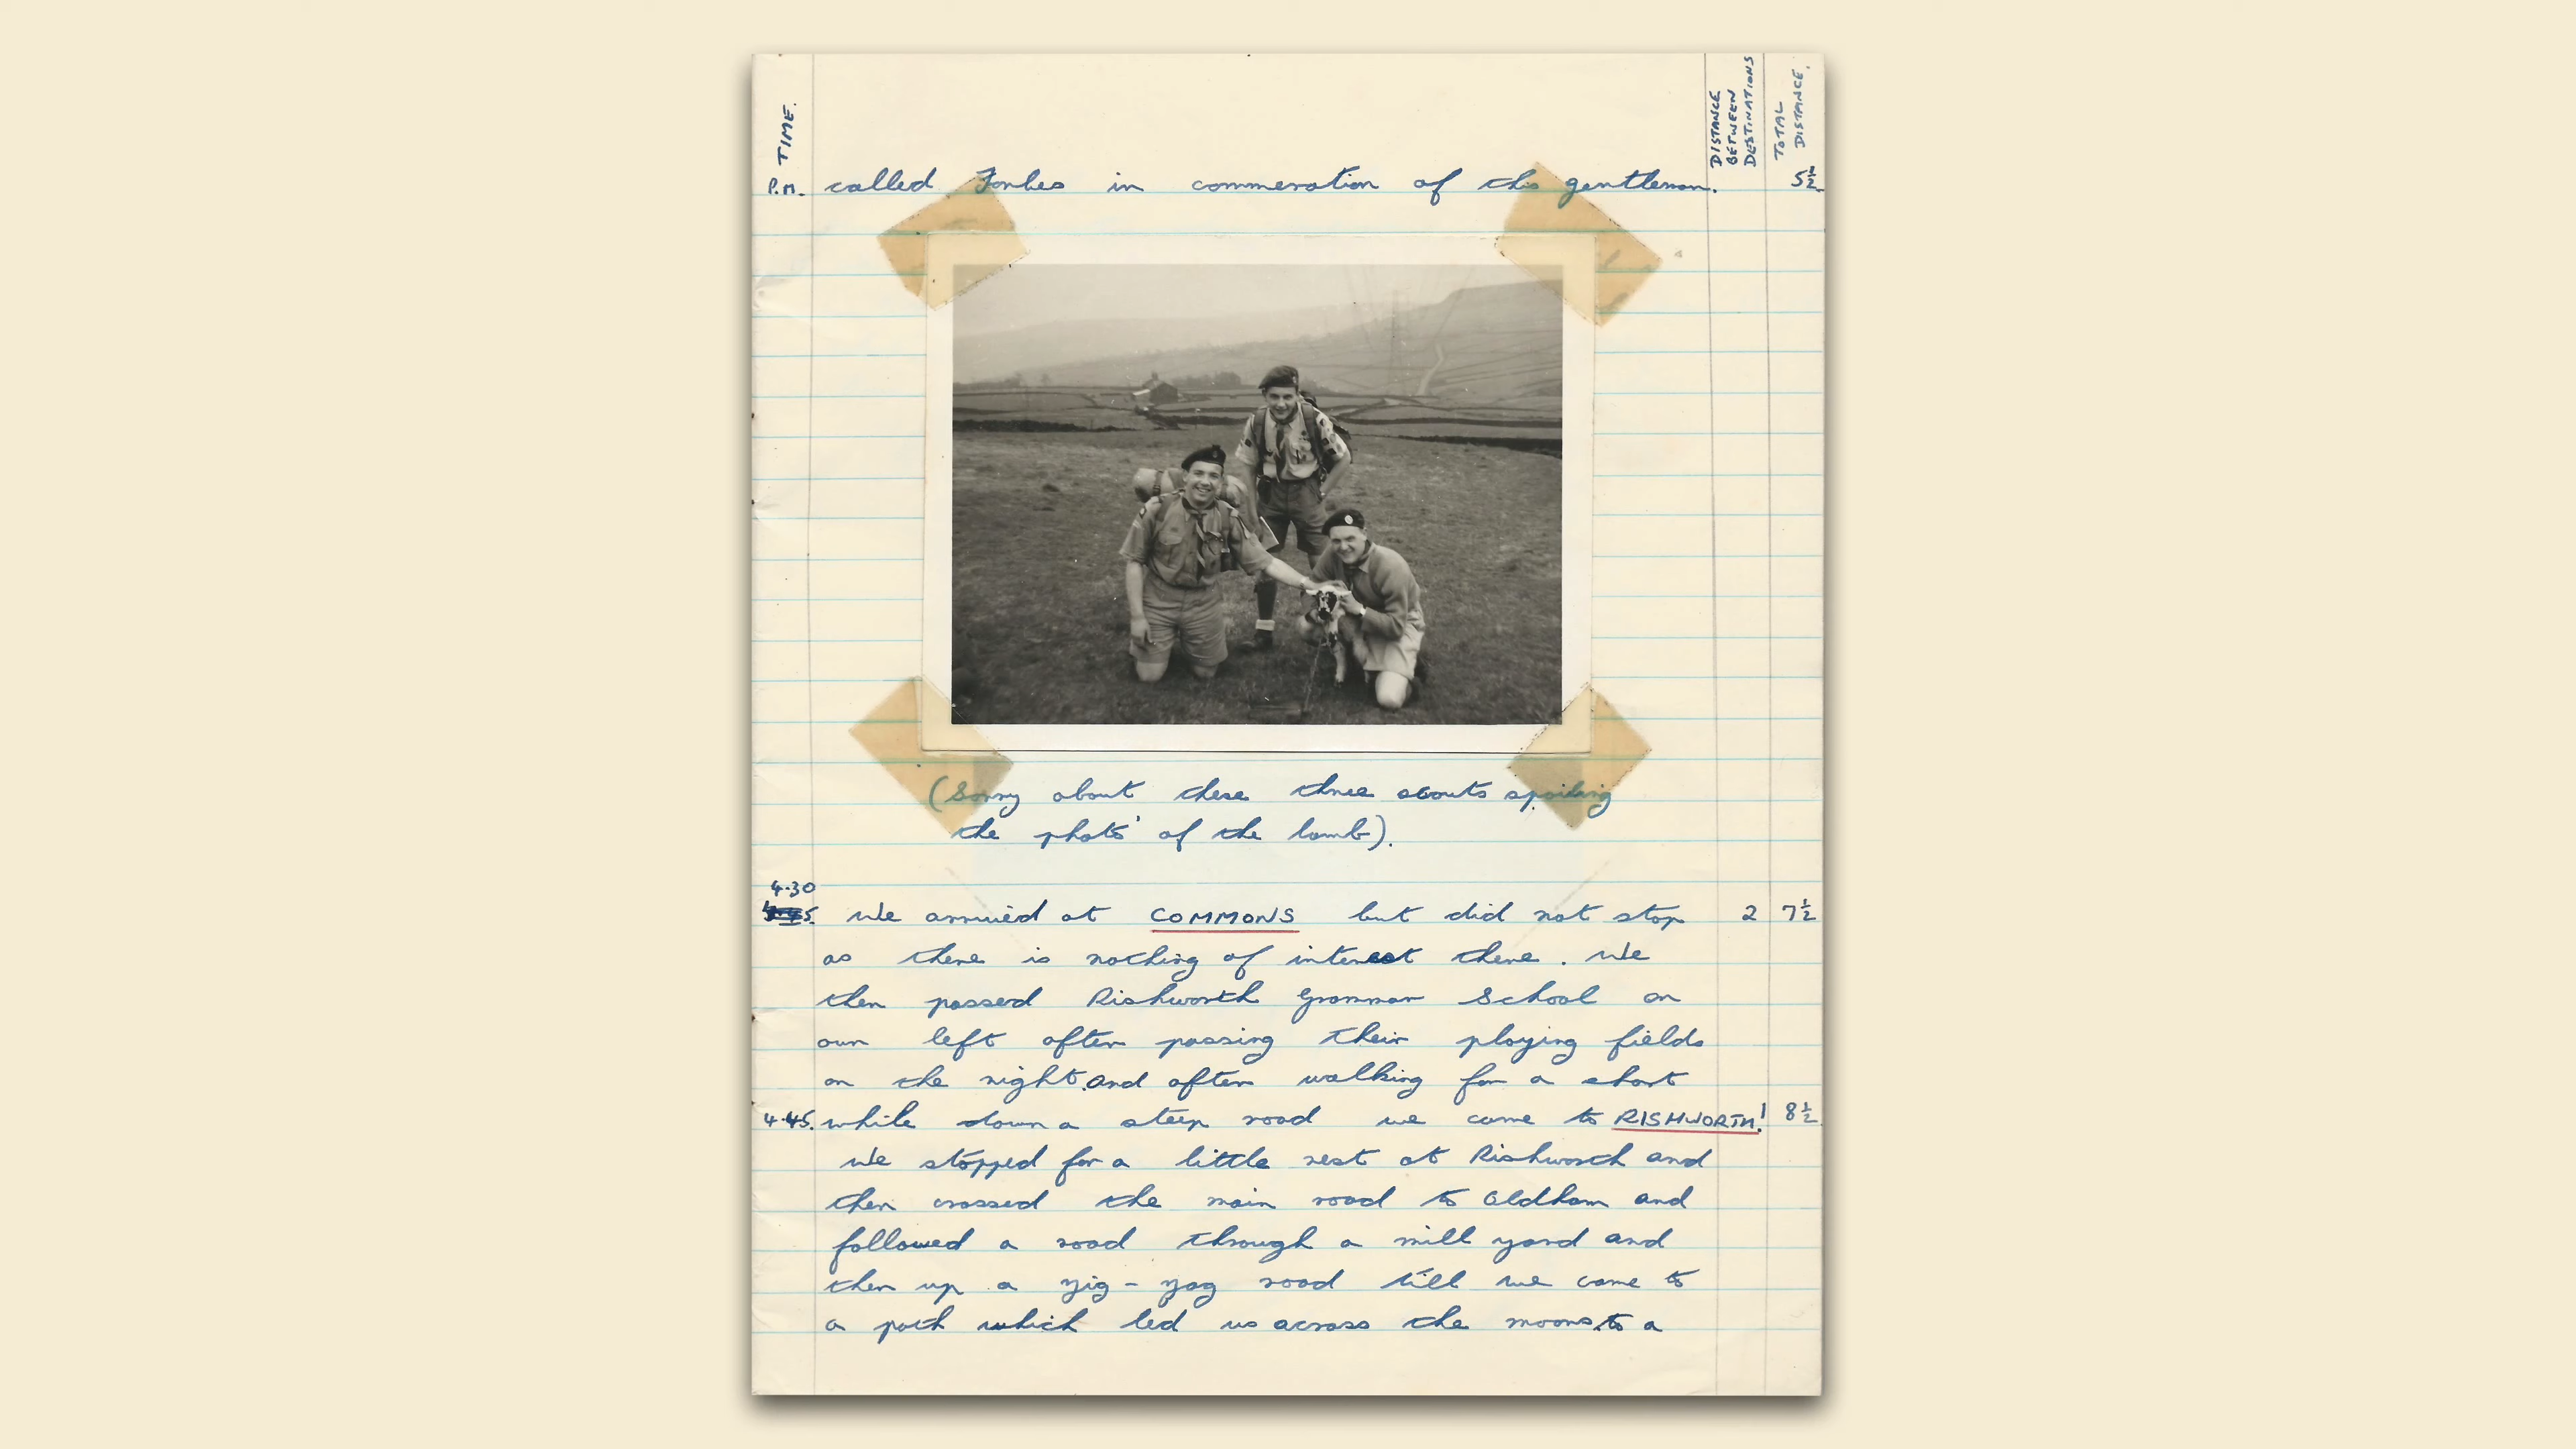 TIME.
DISTANCE BETWEEN DESTINATIONS
TOTAL DISTANCE.
P.M. called Forbes in commeration of this gentleman. 5½
(Sorry about these three scouts spoiling
the photo' of the lamb).
4.30
We arrived at COMMONS but did not stop 2 7½
as there is nothing of interest there. We
then passed Rishworth Grammar School on
our left after passing their playing fields
on the right. and after walking for a short
4.45. while down a steep road we came to RISHWORTH! 8½
We stopped for a little rest at Rishworth and
then crossed the main road to Oldham and
followed a road through a mill yard and
then up a zig-zag road till we came to
a path which led us across the moors to a